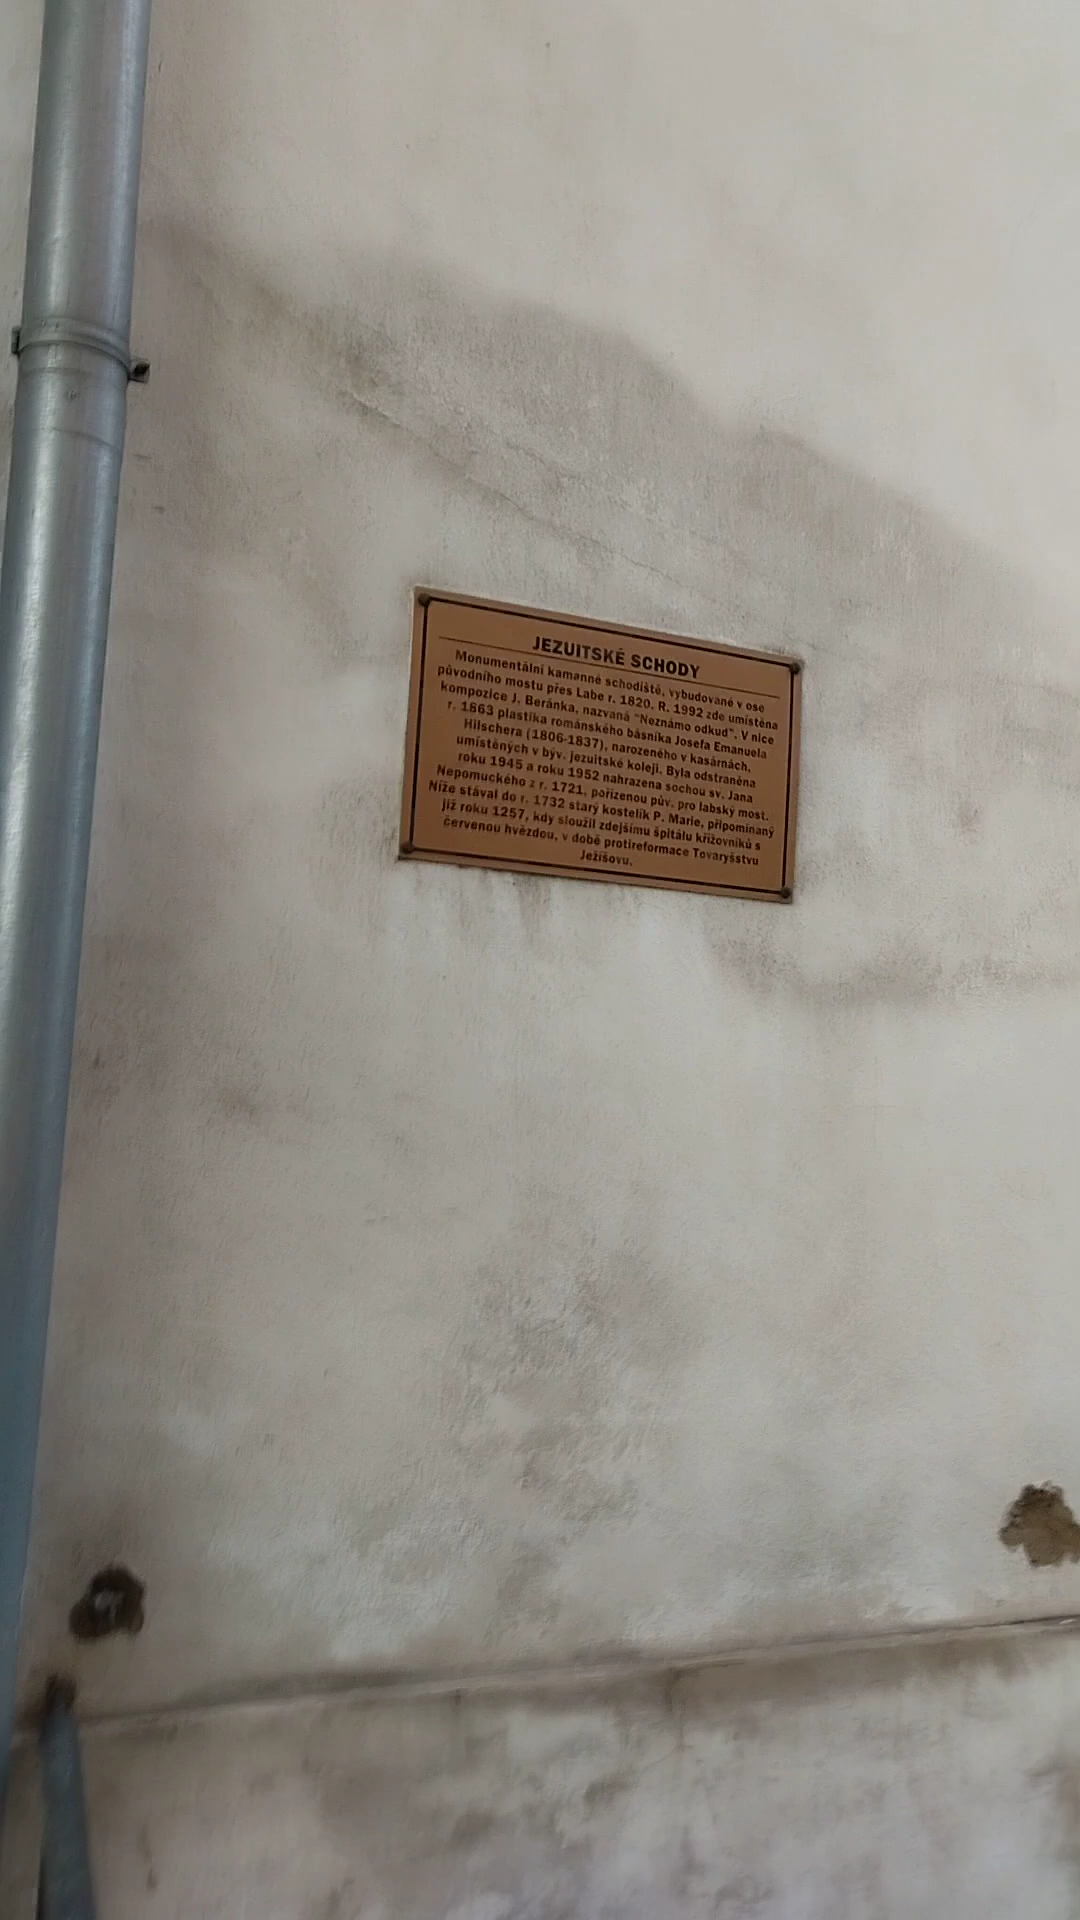 JEZUITSKÉ SCHODY
Monumentální kamanné schodiště, vybudované v ose
původního mostu přes Labe r. 1820. R. 1992 zde umístěna
kompozice J. Beránka, nazvaná "Neznámo odkud". V nice
r. 1863 plastika románského básníka Josefa Emanuela
Hilschera (1806-1837), narozeného v kasárnách,
umístěných v býv. jezuitské koleji. Byla odstraněna
roku 1945 a roku 1952 nahrazena sochou sv. Jana
Nepomuckého z r. 1721, pořízenou pův. pro labský most.
Níže stával do r. 1732 starý kostelík P. Marie, připomínaný
již roku 1257, kdy sloužil zdejšímu špitálu křižovníků s
červenou hvězdou, v době protireformace Tovaryšstvu
Ježíšovu.